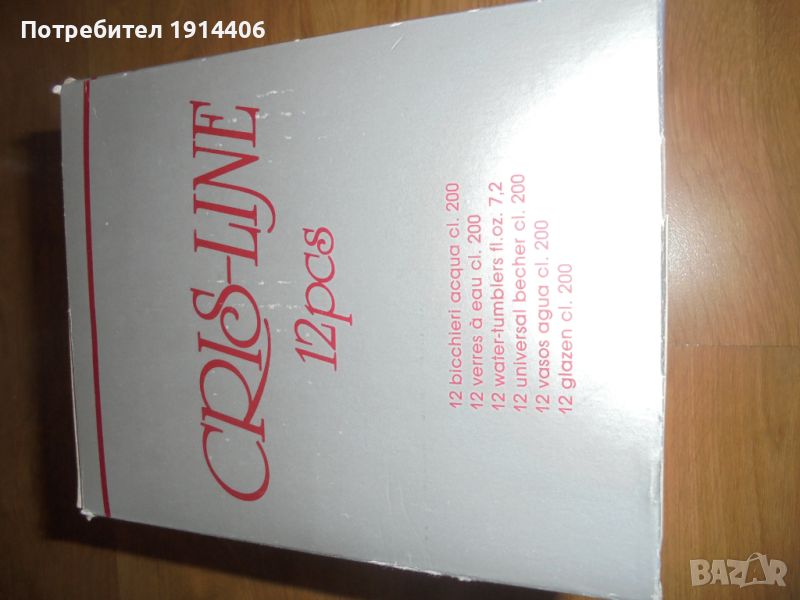 Потребител 1914406
CRIS-LINE
12pcs
12 bicchieri acqua cl. 200
12 verres à eau cl. 200
12 water-tumblers fl.oz. 7,2
12 universal becher cl. 200
12 vasos agua cl. 200
12 glazen cl. 200
BAZAR